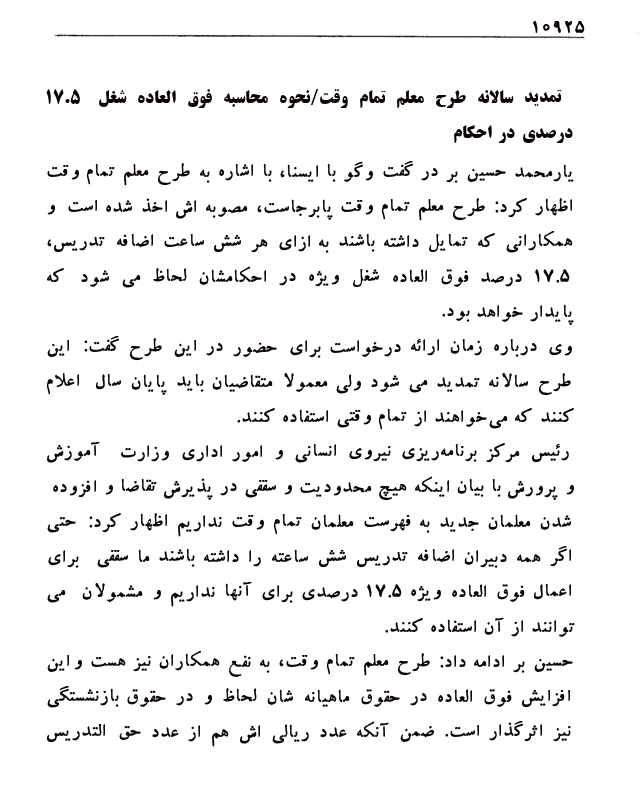 ۱۰۹۲۵
تمدید سالانه طرح معلم تمام وقت/نحوه محاسبه فوق العاده شغل ۱۷.۵
درصدی در احکام
یارمحمد حسین بر در گفت وگو با ایسنا، با اشاره به طرح معلم تمام وقت
اظهار کرد: طرح معلم تمام وقت پابرجاست، مصوبه اش اخذ شده است و
همکارانی که تمایل داشته باشند به ازای هر شش ساعت اضافه تدریس،
۱۷.۵ درصد فوق العاده شغل ویژه در احکامشان لحاظ می شود که
پایدار خواهد بود.
وی درباره زمان ارائه درخواست برای حضور در این طرح گفت: این
طرح سالانه تمدید می شود ولی معمولا متقاضیان باید پایان سال اعلام
کنند که می‌خواهند از تمام وقتی استفاده کنند.
رئیس مرکز برنامه‌ریزی نیروی انسانی و امور اداری وزارت آموزش
و پرورش با بیان اینکه هیچ محدودیت و سقفی در پذیرش تقاضا و افزوده
شدن معلمان جدید به فهرست معلمان تمام وقت نداریم اظهار کرد: حتی
اگر همه دبیران اضافه تدریس شش ساعته را داشته باشند ما سقفی برای
اعمال فوق العاده ویژه ۱۷.۵ درصدی برای آنها نداریم و مشمولان می
توانند از آن استفاده کنند.
حسین بر ادامه داد: طرح معلم تمام وقت، به نفع همکاران نیز هست و این
افزایش فوق العاده در حقوق ماهیانه شان لحاظ و در حقوق بازنشستگی
نیز اثرگذار است. ضمن آنکه عدد ریالی اش هم از عدد حق التدریس